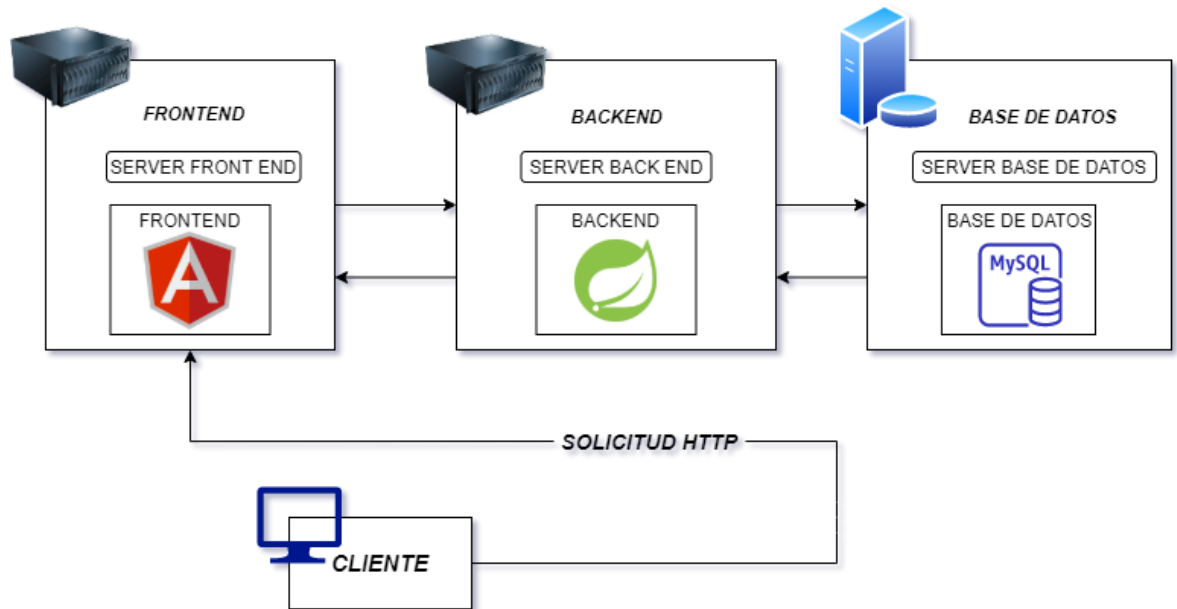 FRONTEND
SERVER FRONT END
FRONTEND
A
BACKEND
SERVER BACK END
BACKEND
BASE DE DATOS
SERVER BASE DE DATOS
BASE DE DATOS
MySQL
SOLICITUD HTTP
CLIENTE